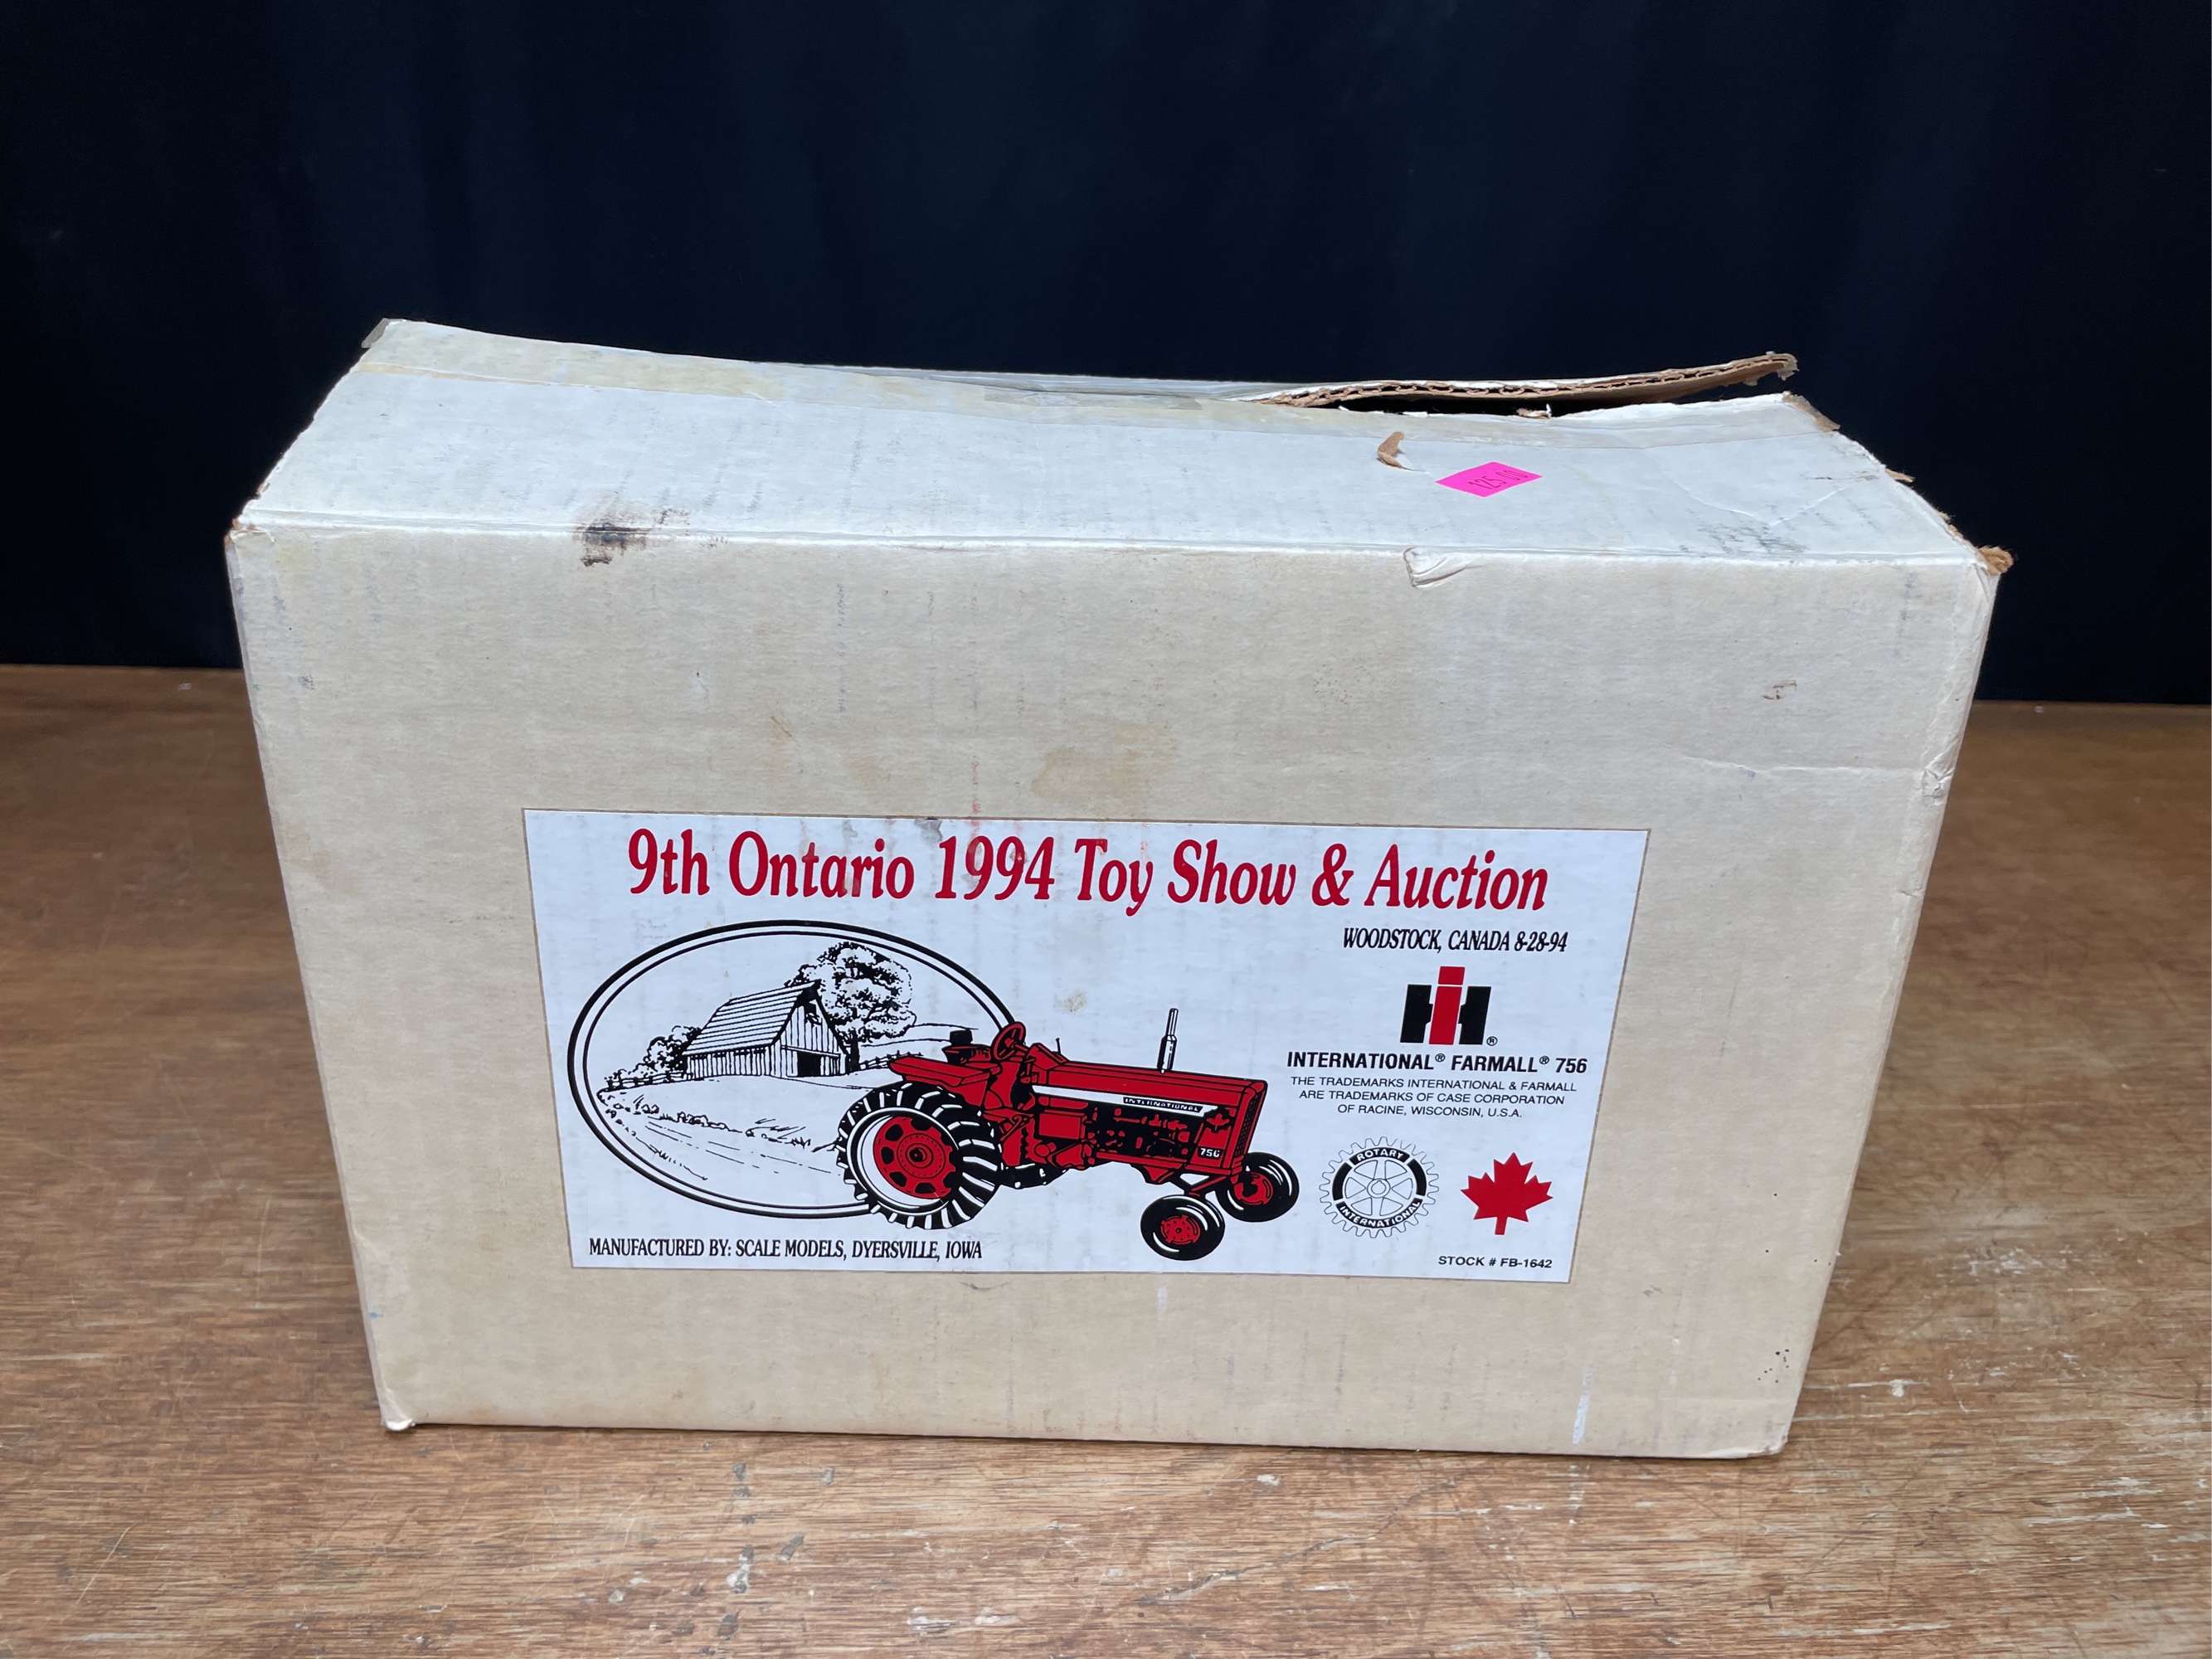 9th Ontario 1994 Toy Show & Auction
WOODSTOCK, CANADA 8-28-94
IH®
INTERNATIONAL® FARMALL® 756
THE TRADEMARKS INTERNATIONAL & FARMALL
ARE TRADEMARKS OF CASE CORPORATION
OF RACINE, WISCONSIN, U.S.A.
INTERNATIONAL
756
ROTARY
INTERNATIONAL
MANUFACTURED BY: SCALE MODELS, DYERSVILLE, IOWA
STOCK # FB-1642